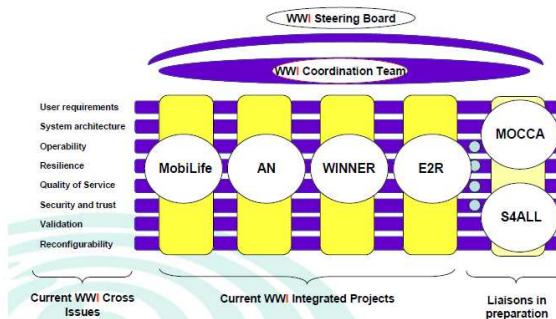 WWI Steering Board
WWI Coordination Team
User requirements
System architecture
Operability
Resilience
Quality of Service
Security and trust
Validation
Reconfigurability
MobiLife
AN
WINNER
E2R
MOCCA
S4ALL
Current WWI Cross
Issues
Current WWI Integrated Projects
Liaisons in
preparation